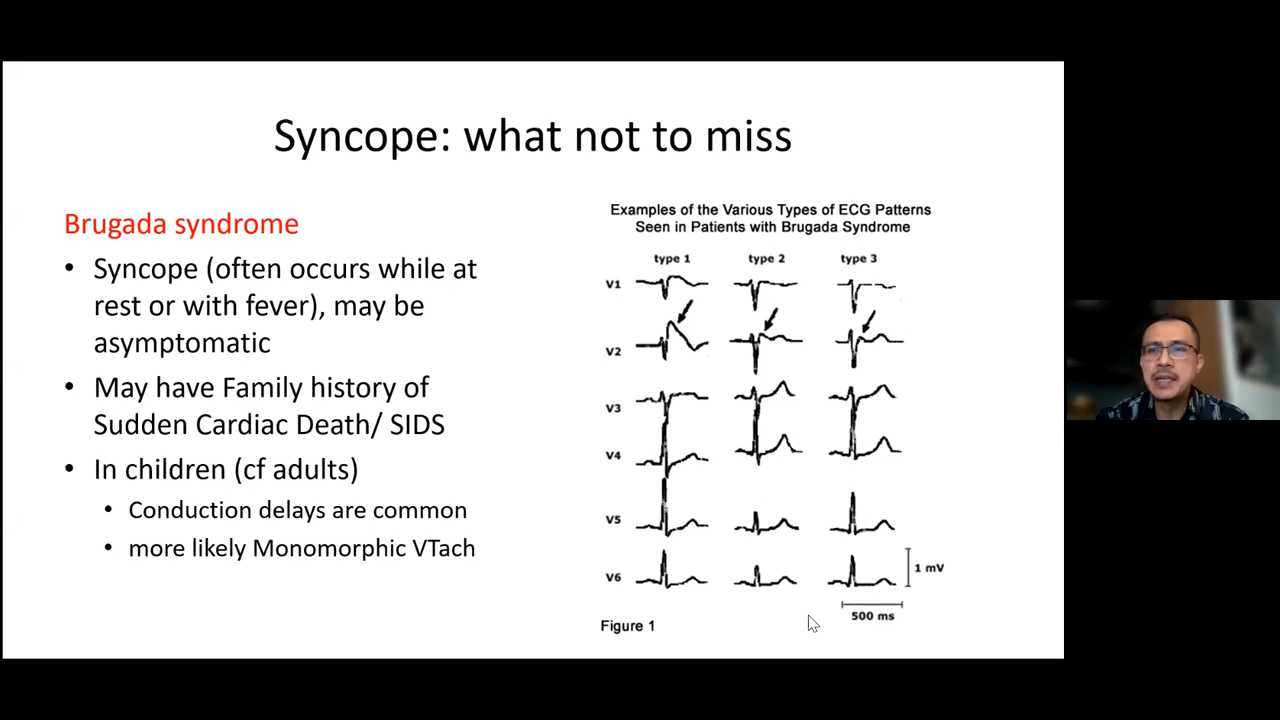 Syncope: what not to miss
Brugada syndrome
• Syncope (often occurs while at
rest or with fever), may be
asymptomatic
• May have Family history of
Sudden Cardiac Death/ SIDS
• In children (cf adults)
• Conduction delays are common
• more likely Monomorphic VTach
Examples of the Various Types of ECG Patterns
Seen in Patients with Brugada Syndrome
type 1 type 2 type 3
V1
V2
V3
V4
V5
V6
1 mV
500 ms
Figure 1